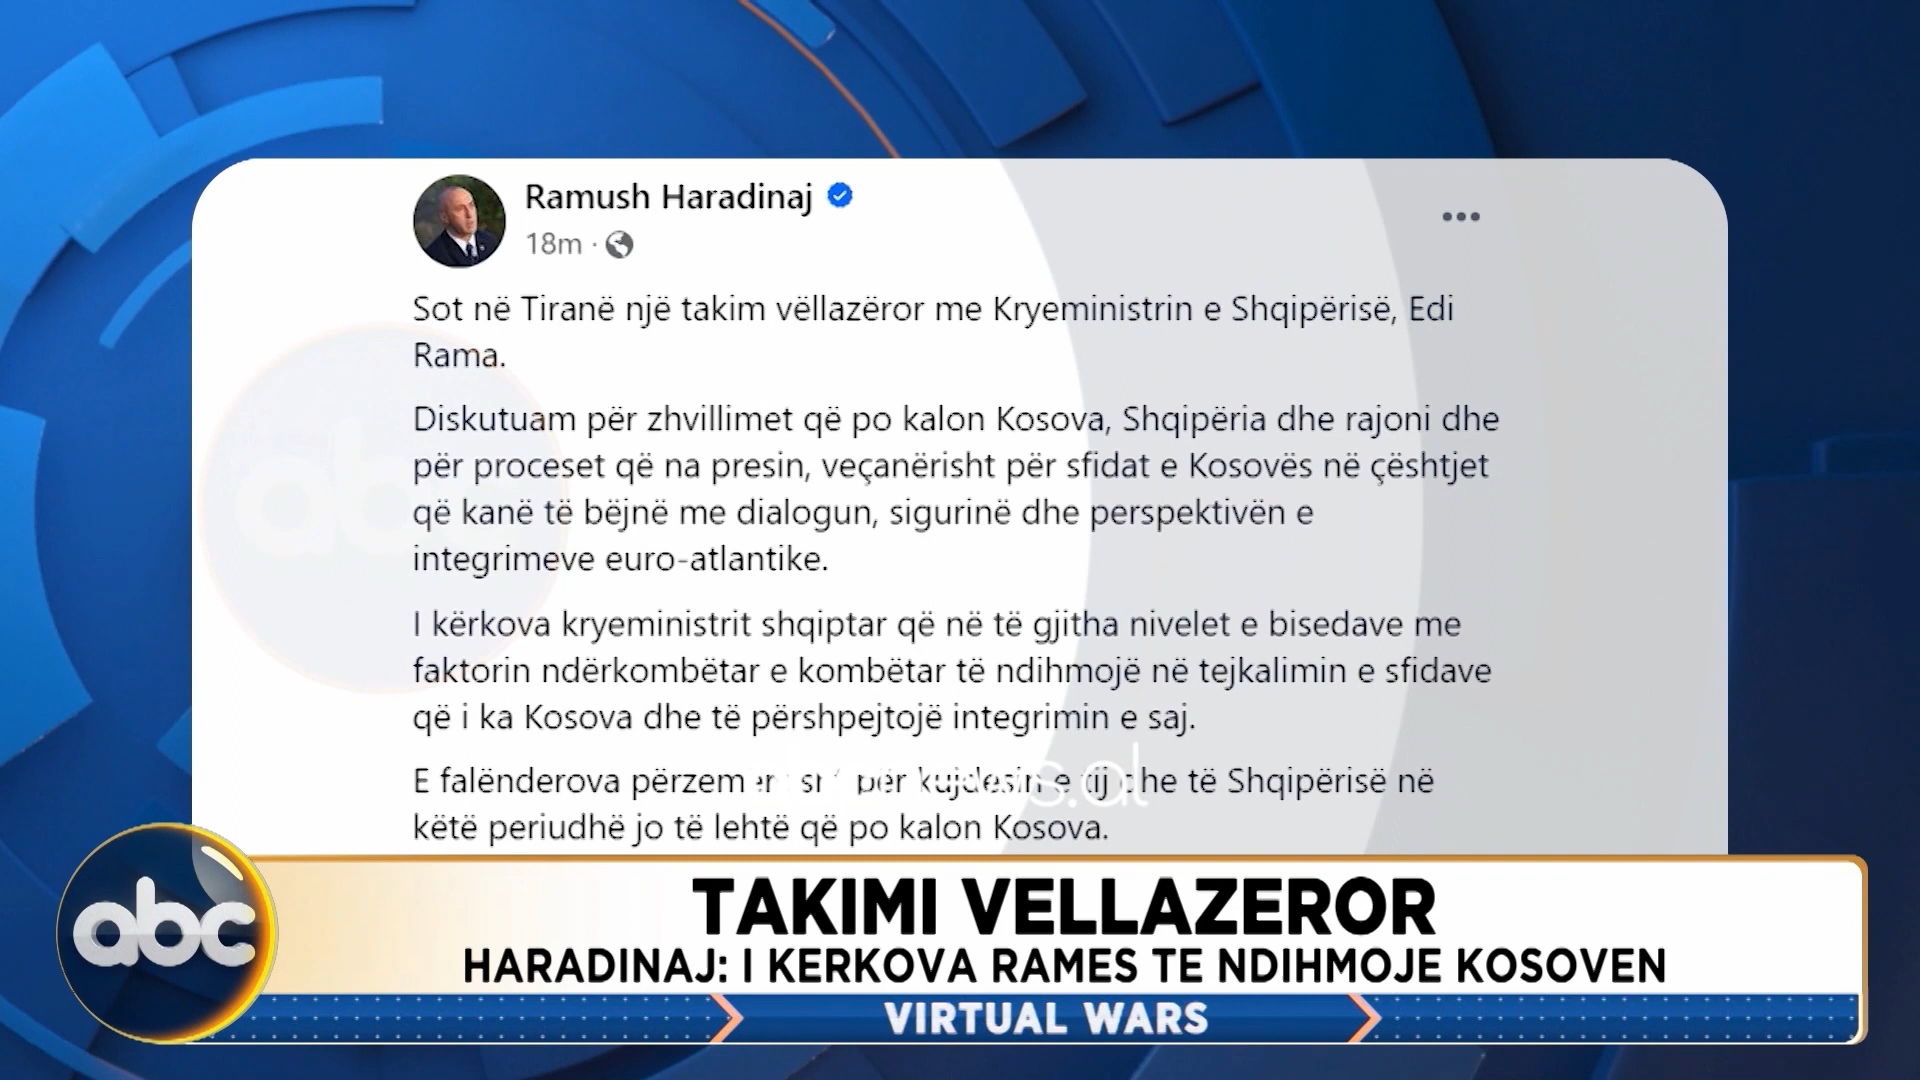 Ramush Haradinaj
18m ·
Sot në Tiranë një takim vëllazëror me Kryeministrin e Shqipërisë, Edi
Rama.
Diskutuam për zhvillimet që po kalon Kosova, Shqipëria dhe rajoni dhe
për proceset që na presin, veçanërisht për sfidat e Kosovës në çështjet
që kanë të bëjnë me dialogun, sigurinë dhe perspektivën e
integrimeve euro-atlantike.
I kërkova kryeministrit shqiptar që në të gjitha nivelet e bisedave me
faktorin ndërkombëtar e kombëtar të ndihmojë në tejkalimin e sfidave
që i ka Kosova dhe të përshpejtojë integrimin e saj.
E falënderova për kujdesin e tij dhe të Shqipërisë në
këtë periudhë jo të lehtë që po kalon Kosova.
abc
TAKIMI VELLAZEROR
HARADINAJ: I KERKOVA RAMES TE NDIHMOJE KOSOVEN
VIRTUAL WARS